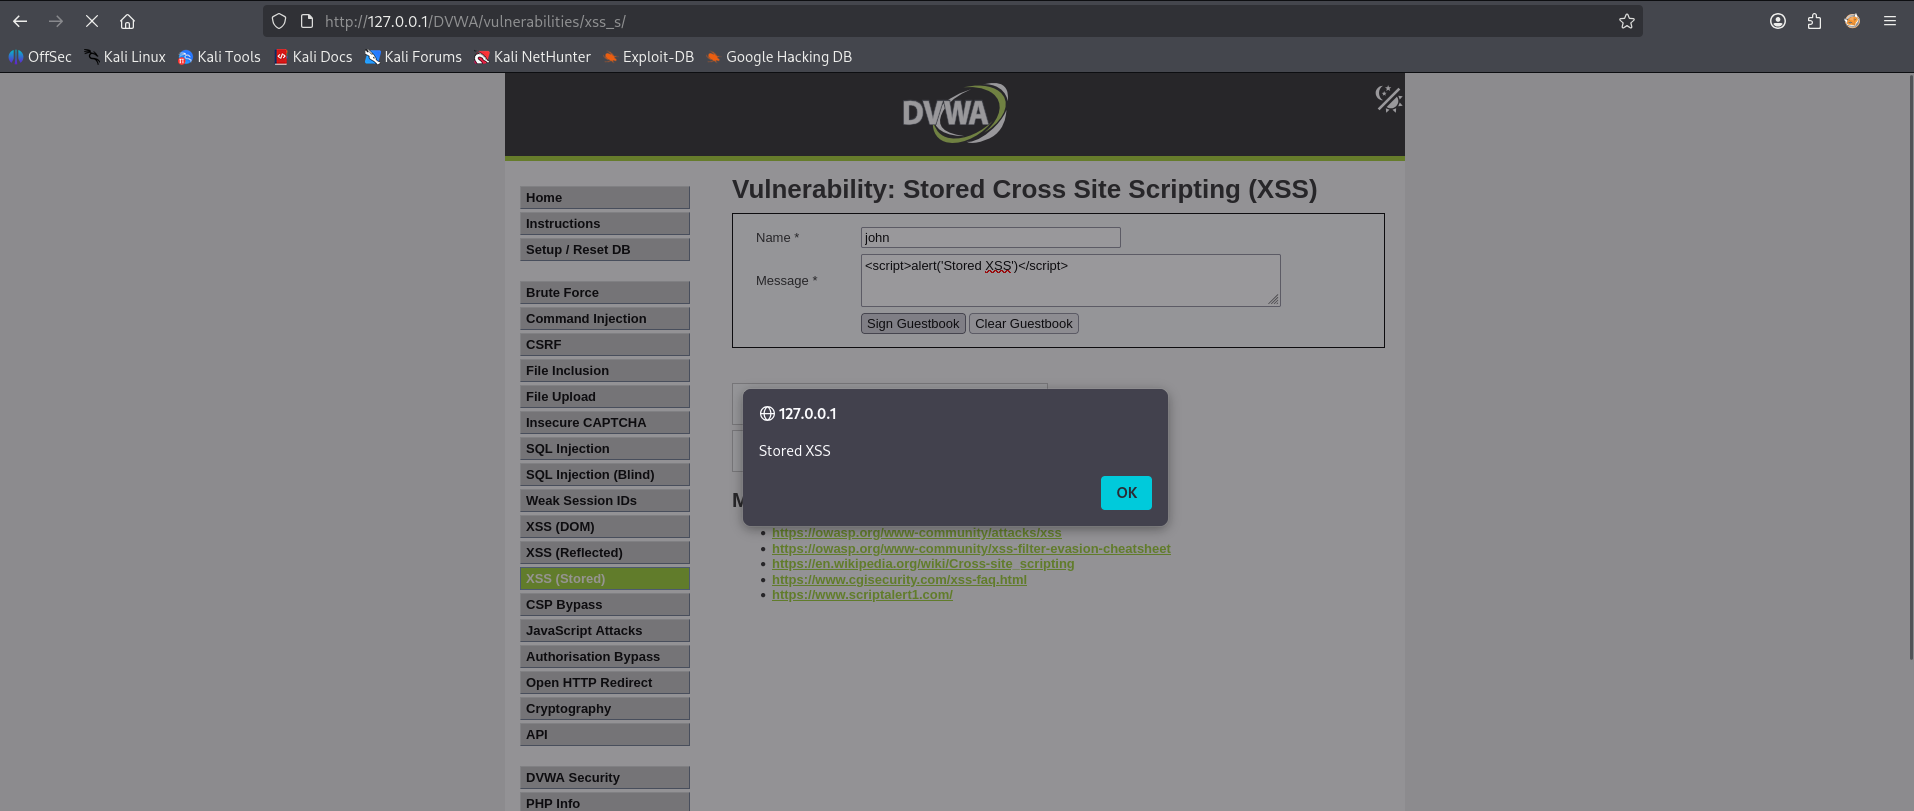 http://127.0.0.1/DVWA/vulnerabilities/xss_s/
OffSec Kali Linux Kali Tools Kali Docs Kali Forums Kali NetHunter Exploit-DB Google Hacking DB
DVWA
Home
Instructions
Setup / Reset DB
Brute Force
Command Injection
CSRF
File Inclusion
File Upload
Insecure CAPTCHA
SQL Injection
SQL Injection (Blind)
Weak Session IDs
XSS (DOM)
XSS (Reflected)
XSS (Stored)
CSP Bypass
JavaScript Attacks
Authorisation Bypass
Open HTTP Redirect
Cryptography
API
DVWA Security
PHP Info
Vulnerability: Stored Cross Site Scripting (XSS)
Name * john
Message * <script>alert('Stored XSS')</script>
Sign Guestbook Clear Guestbook
127.0.0.1
Stored XSS
OK
M
https://owasp.org/www-community/attacks/xss
https://owasp.org/www-community/xss-filter-evasion-cheatsheet
https://en.wikipedia.org/wiki/Cross-site_scripting
https://www.cgisecurity.com/xss-faq.html
https://www.scriptalert1.com/